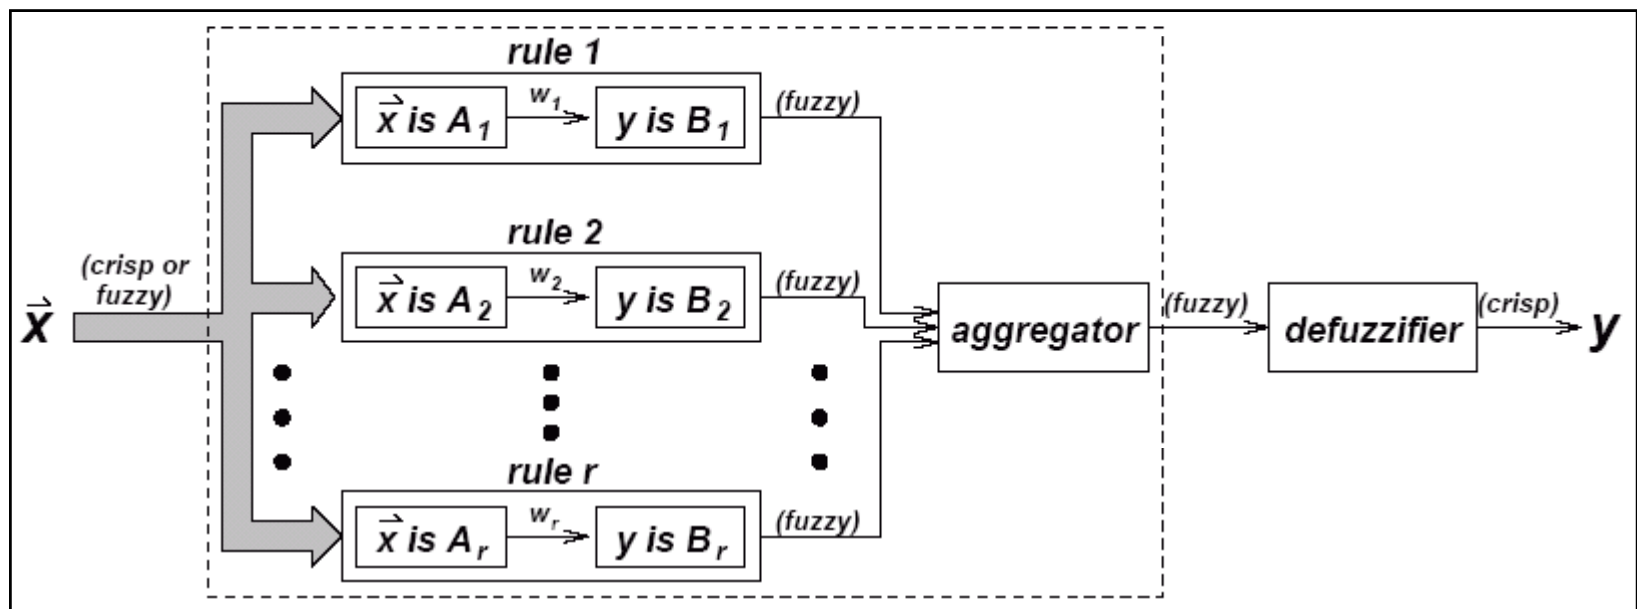 rule 1
x⃗ is A₁
w₁
y is B₁
(fuzzy)
rule 2
(crisp or
fuzzy)
x⃗
x⃗ is A₂
w₂
y is B₂
(fuzzy)
aggregator
(fuzzy)
defuzzifier
(crisp)
y
rule r
x⃗ is Aᵣ
wᵣ
y is Bᵣ
(fuzzy)